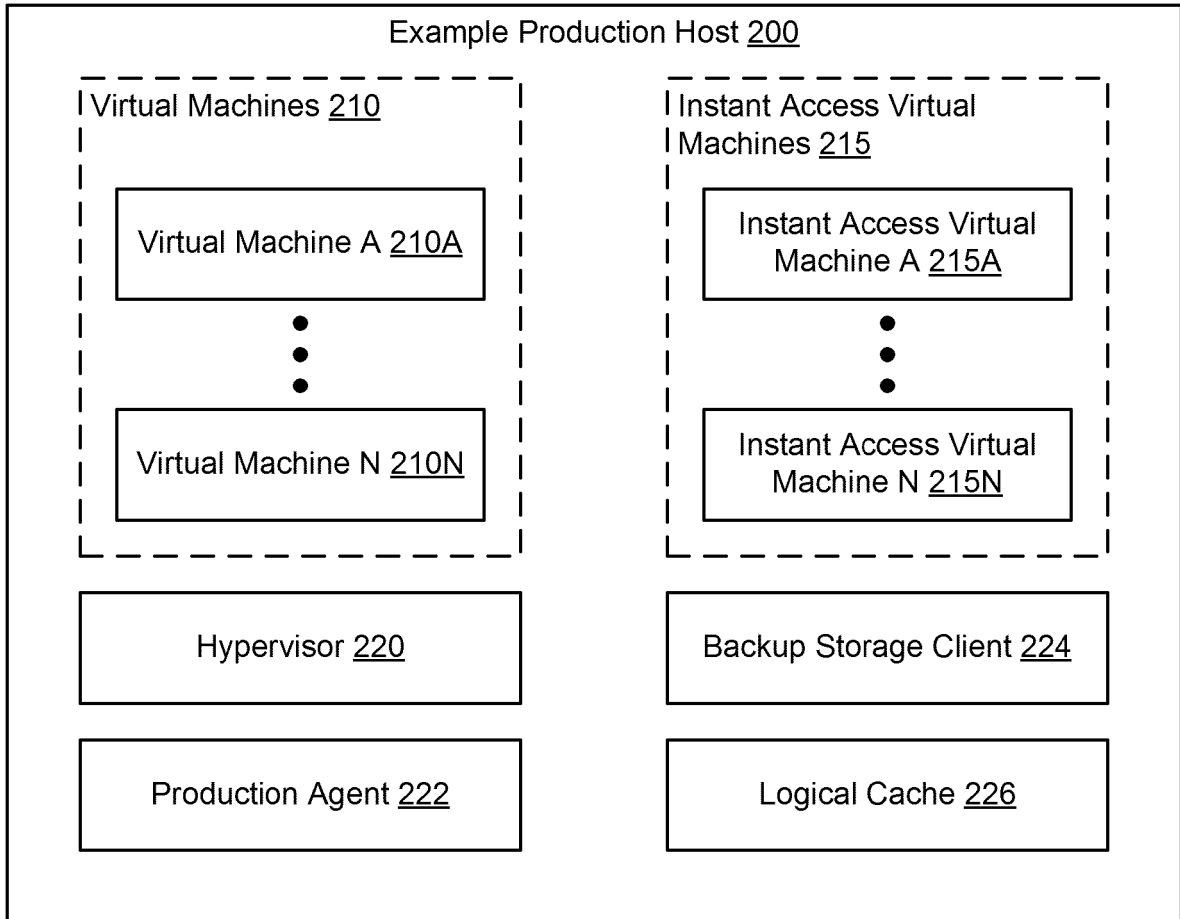 Example Production Host 200
Virtual Machines 210
Virtual Machine A 210A
Virtual Machine N 210N
Instant Access Virtual
Machines 215
Instant Access Virtual
Machine A 215A
Instant Access Virtual
Machine N 215N
Hypervisor 220
Backup Storage Client 224
Production Agent 222
Logical Cache 226